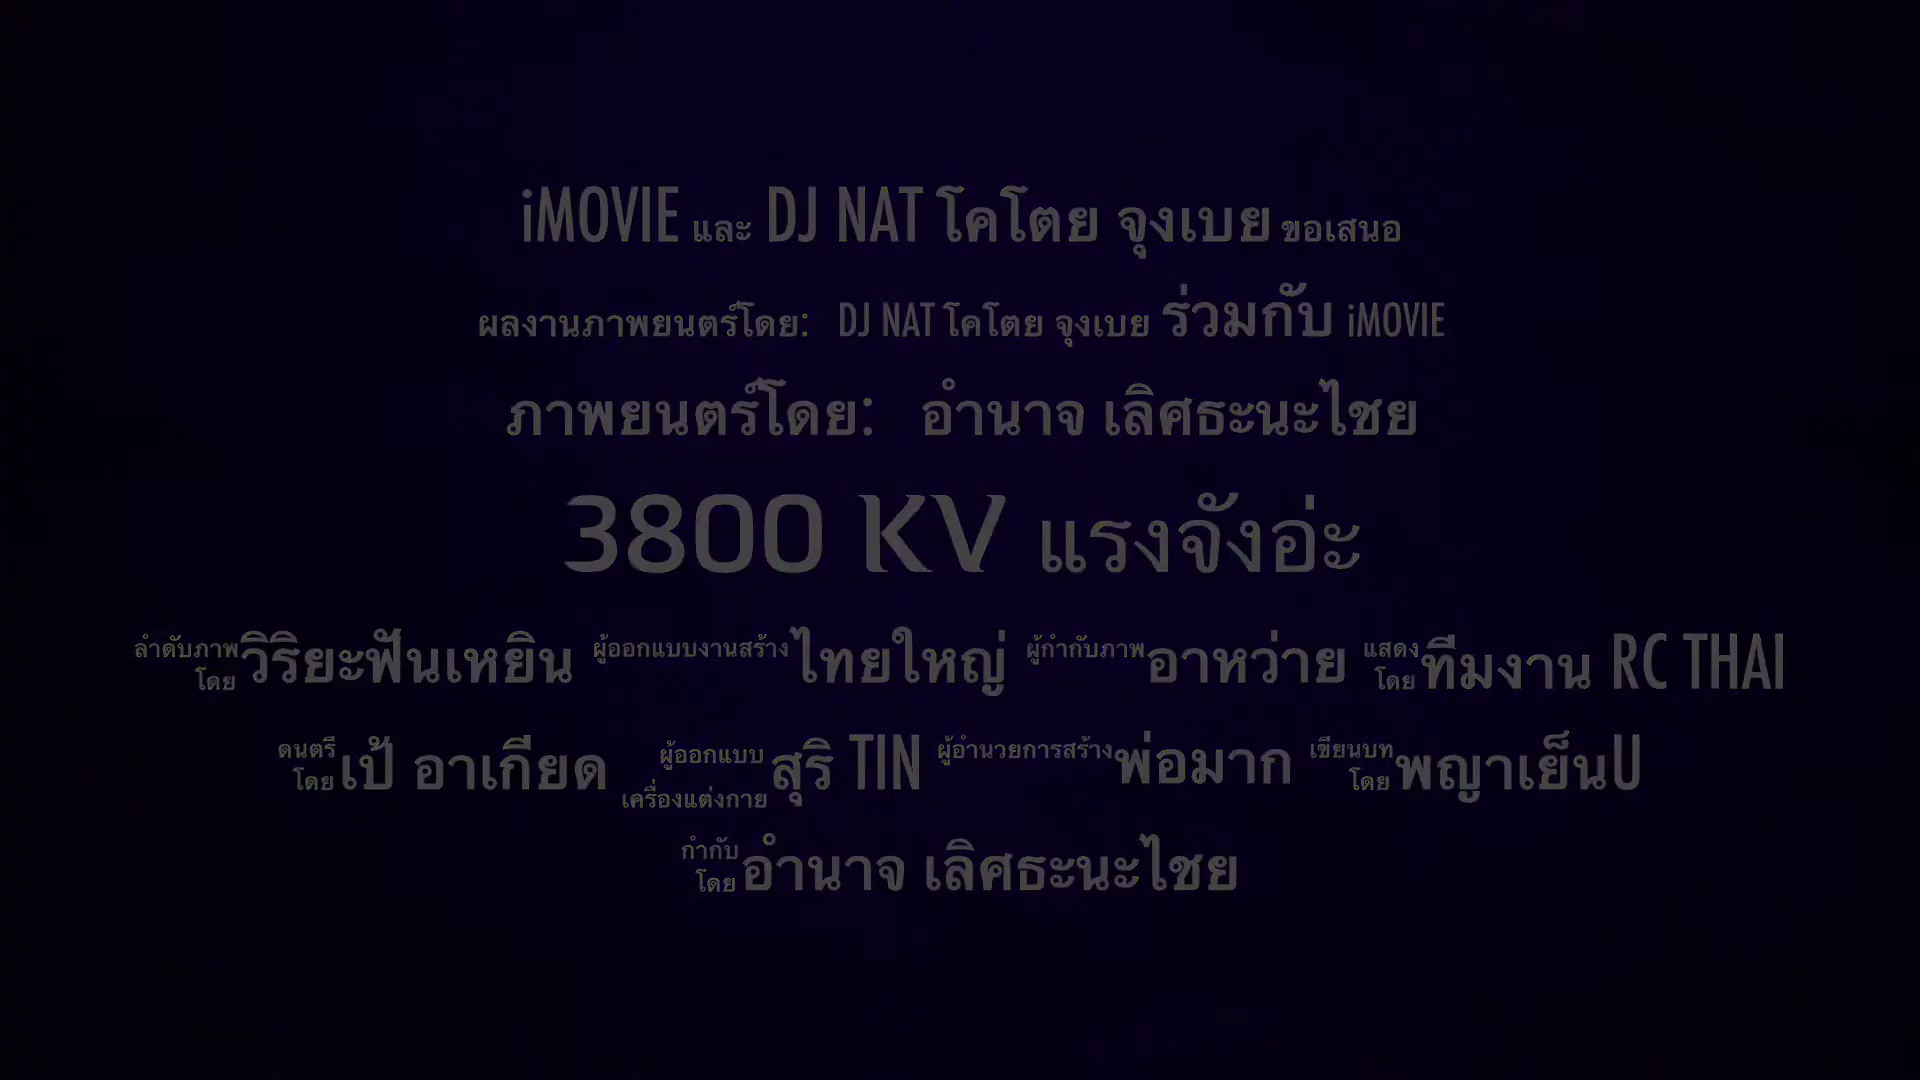 iMOVIE และ DJ NAT โคโตย จุงเบย ขอเสนอ
ผลงานภาพยนตร์โดย: DJ NAT โคโตย จุงเบย ร่วมกับ iMOVIE
ภาพยนตร์โดย: อำนาจ เลิศธะนะไชย
3800 KV แรงจังอ่ะ
ลำดับภาพโดย วิริยะฟันเหยิน ผู้ออกแบบงานสร้าง ไทยใหญ่ ผู้กำกับภาพ อาหว่าย แสดงโดย ทีมงาน RC THAI
ดนตรีโดย เป้ อาเกียด ผู้ออกแบบเครื่องแต่งกาย สุริ TIN ผู้อำนวยการสร้าง พ่อมาก เขียนบทโดย พญาเย็นU
กำกับโดย อำนาจ เลิศธะนะไชย